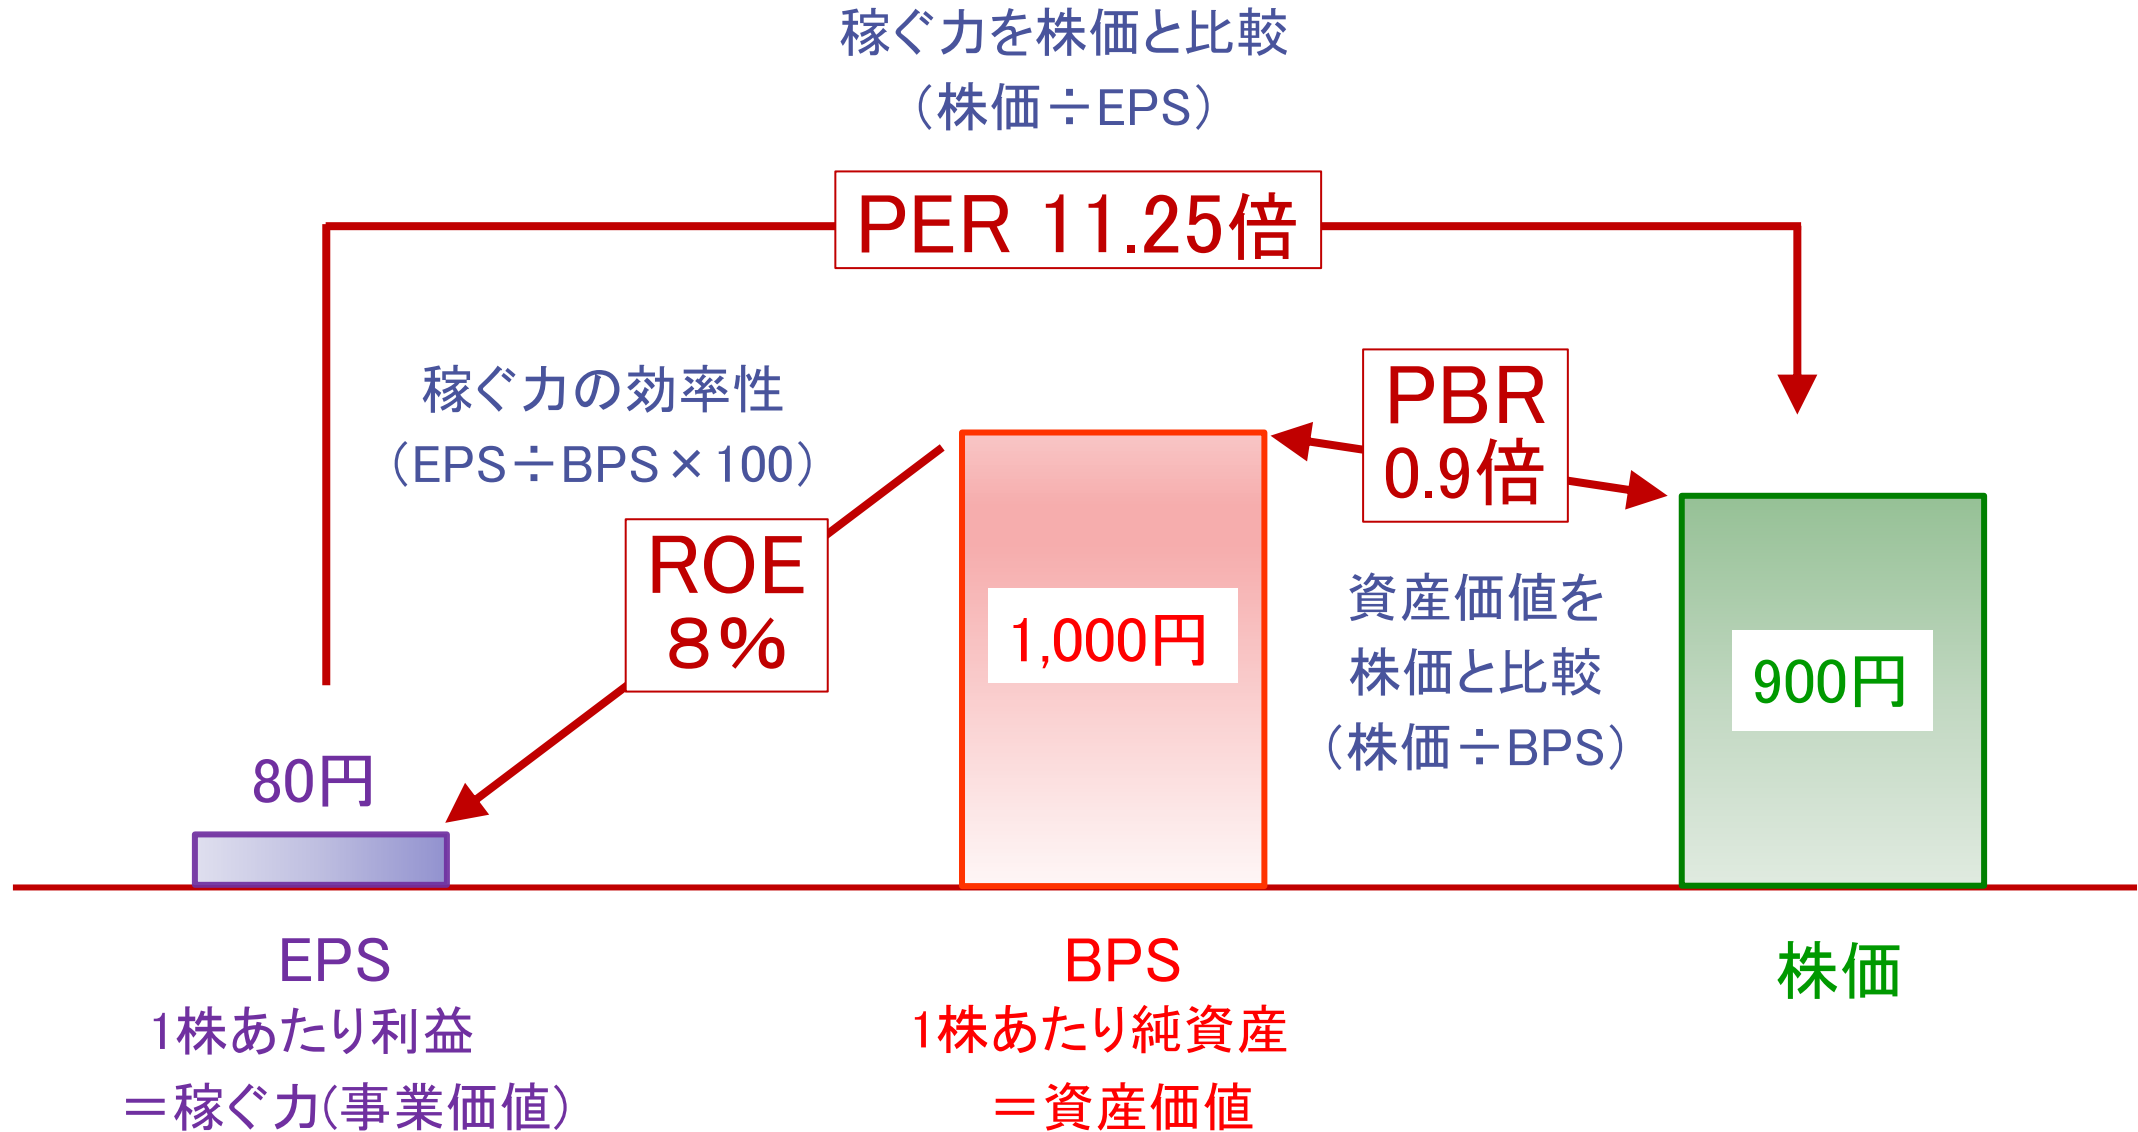 稼ぐ力を株価と比較
（株価÷EPS）
PER 11.25倍
稼ぐ力の効率性
（EPS÷BPS×100）
ROE
８%
PBR
0.9倍
資産価値を
株価と比較
（株価÷BPS）
80円
1,000円
900円
EPS
1株あたり利益
＝稼ぐ力(事業価値)
BPS
1株あたり純資産
＝資産価値
株価